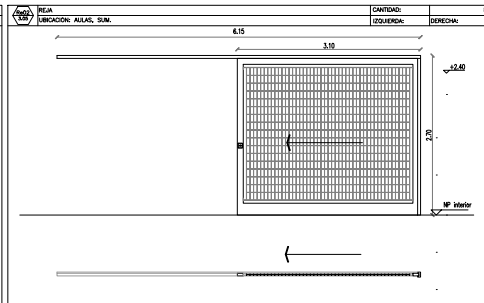 Re02
3.05
REJA
CANTIDAD:
UBICACIÓN: AULAS, SUM.
IZQUIERDA:
DERECHA:
6.15
3.10
+2.40
2.70
NP interior